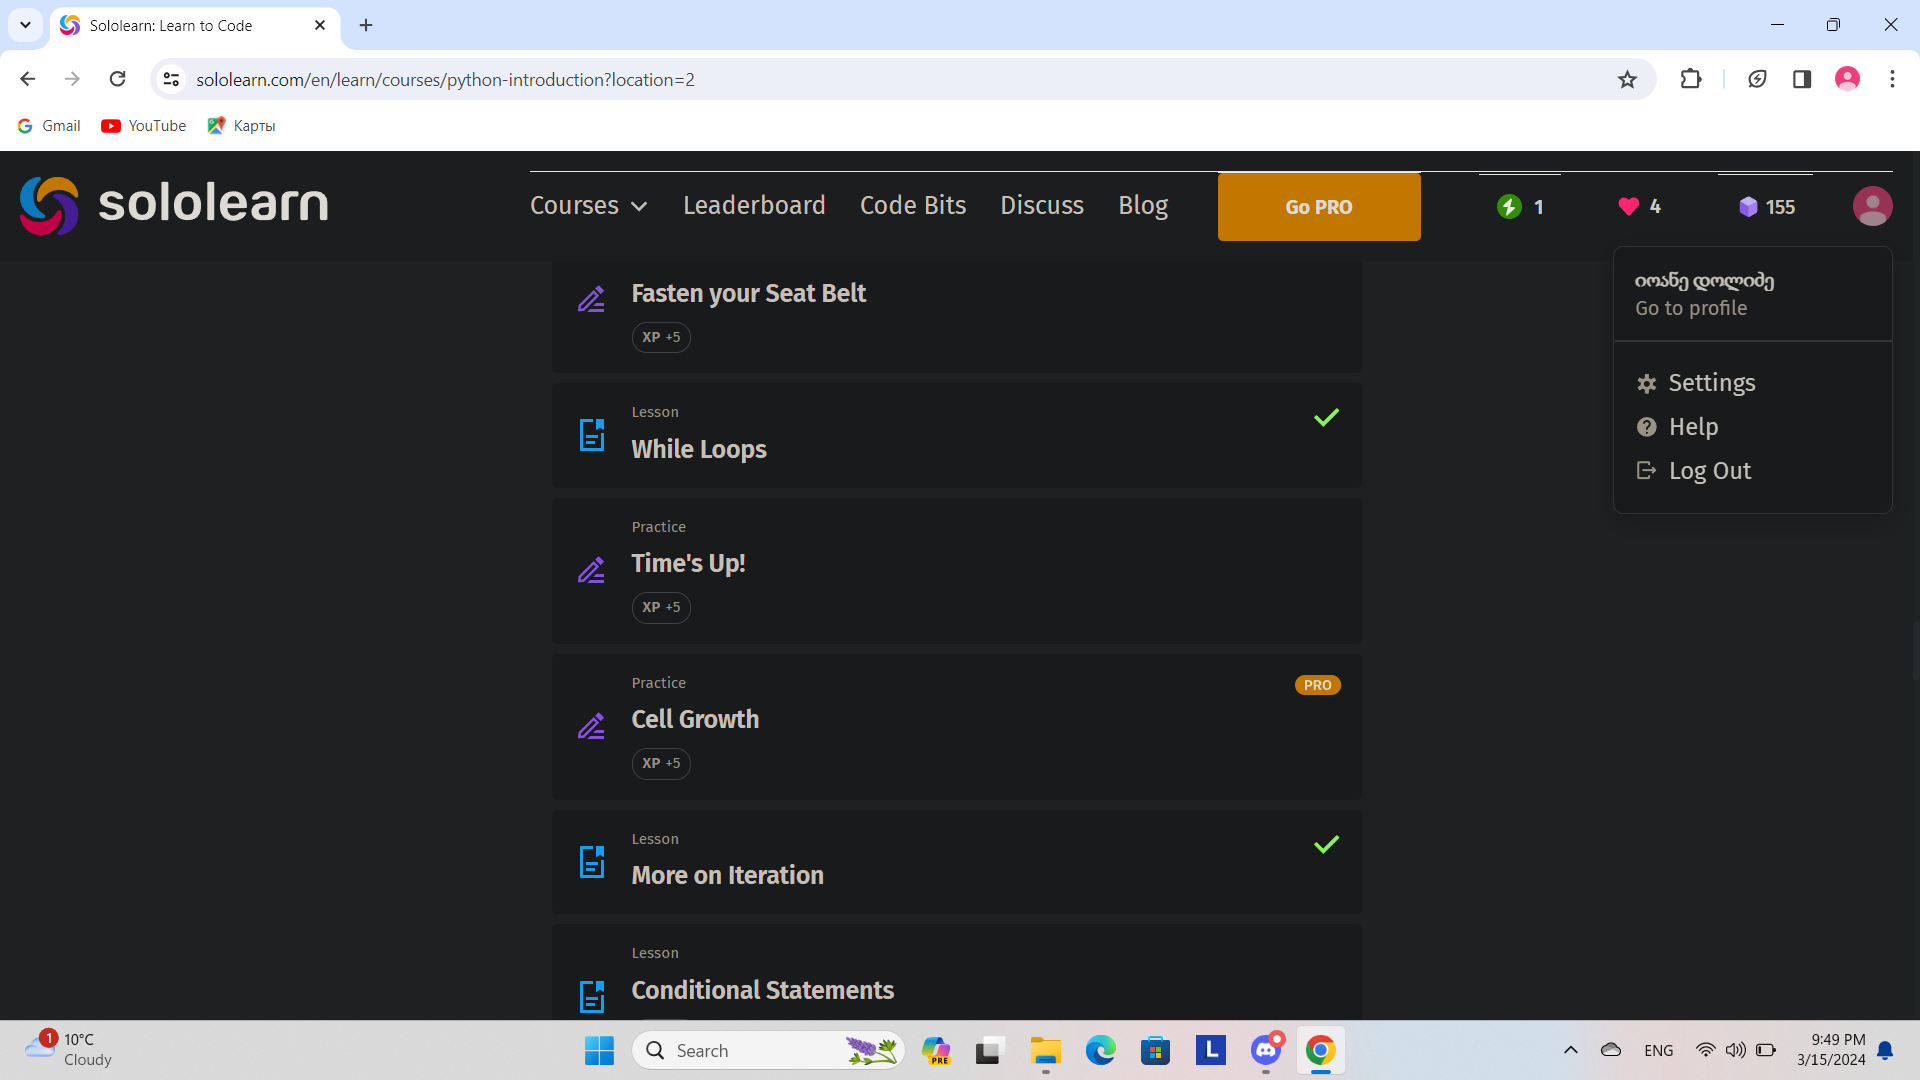 Sololearn: Learn to Code
sololearn.com/en/learn/courses/python-introduction?location=2
Gmail
YouTube
Карты
sololearn
Courses
Leaderboard
Code Bits
Discuss
Blog
Go PRO
1
4
155
იოანე დოლიძე
Go to profile
Settings
Help
Log Out
Fasten your Seat Belt
XP +5
Lesson
While Loops
Practice
Time's Up!
XP +5
Practice
PRO
Cell Growth
XP +5
Lesson
More on Iteration
Lesson
Conditional Statements
1
10°C
Cloudy
Search
PRE
L
ENG
9:49 PM
3/15/2024